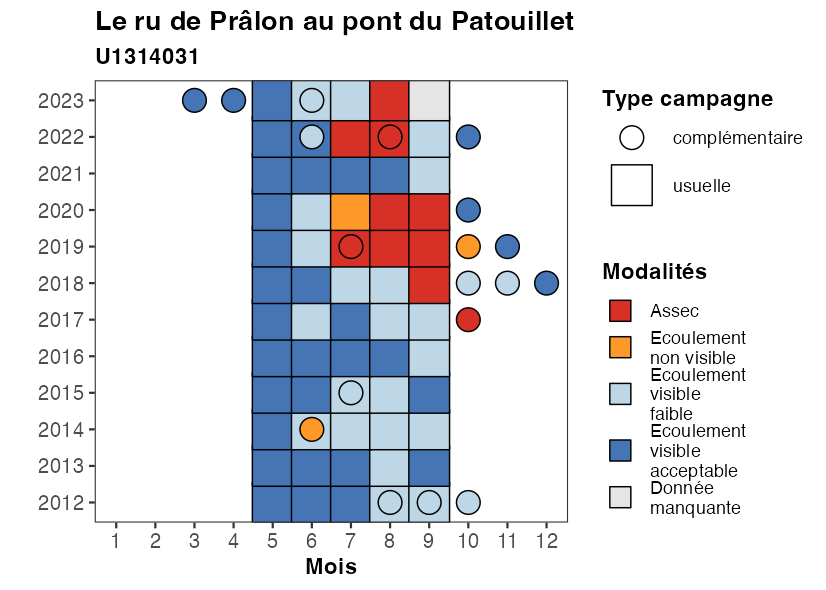 Le ru de Prâlon au pont du Patouillet
U1314031
2023
2022
2021
2020
2019
2018
2017
2016
2015
2014
2013
2012
1 2 3 4 5 6 7 8 9 10 11 12
Mois
Type campagne
complémentaire
usuelle
Modalités
Assec
Ecoulement
non visible
Ecoulement
visible
faible
Ecoulement
visible
acceptable
Donnée
manquante